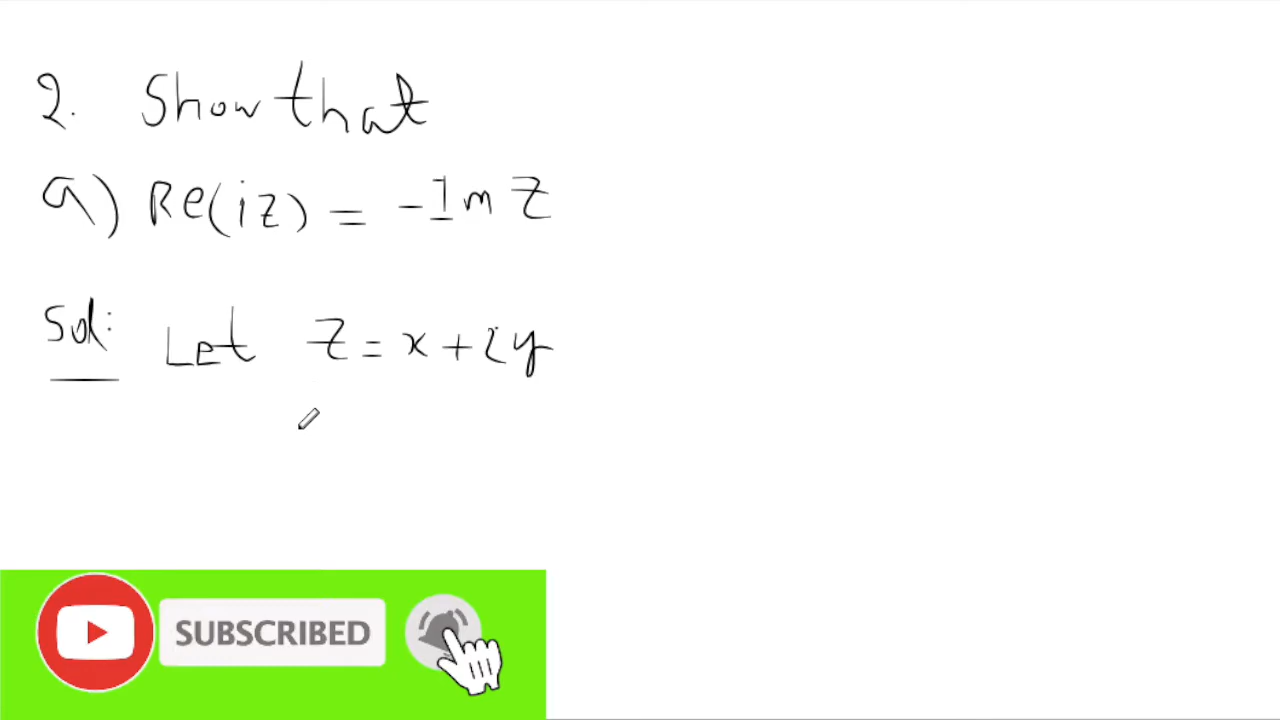 2. Show that
a) Re(iz) = -Im z
Sol: Let z = x + iy
SUBSCRIBED